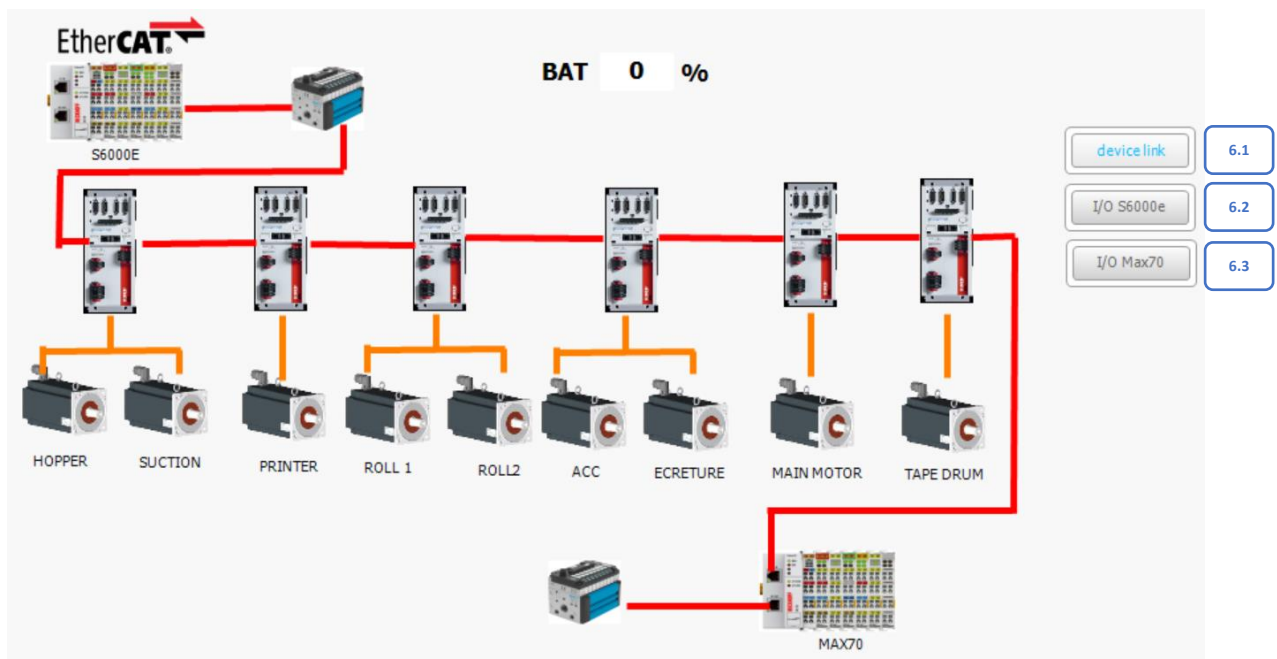 EtherCAT®
BAT 0 %
S6000E
device link 6.1
I/O S6000e 6.2
I/O Max70 6.3
HOPPER SUCTION PRINTER ROLL 1 ROLL2 ACC ECRETURE MAIN MOTOR TAPE DRUM
MAX70